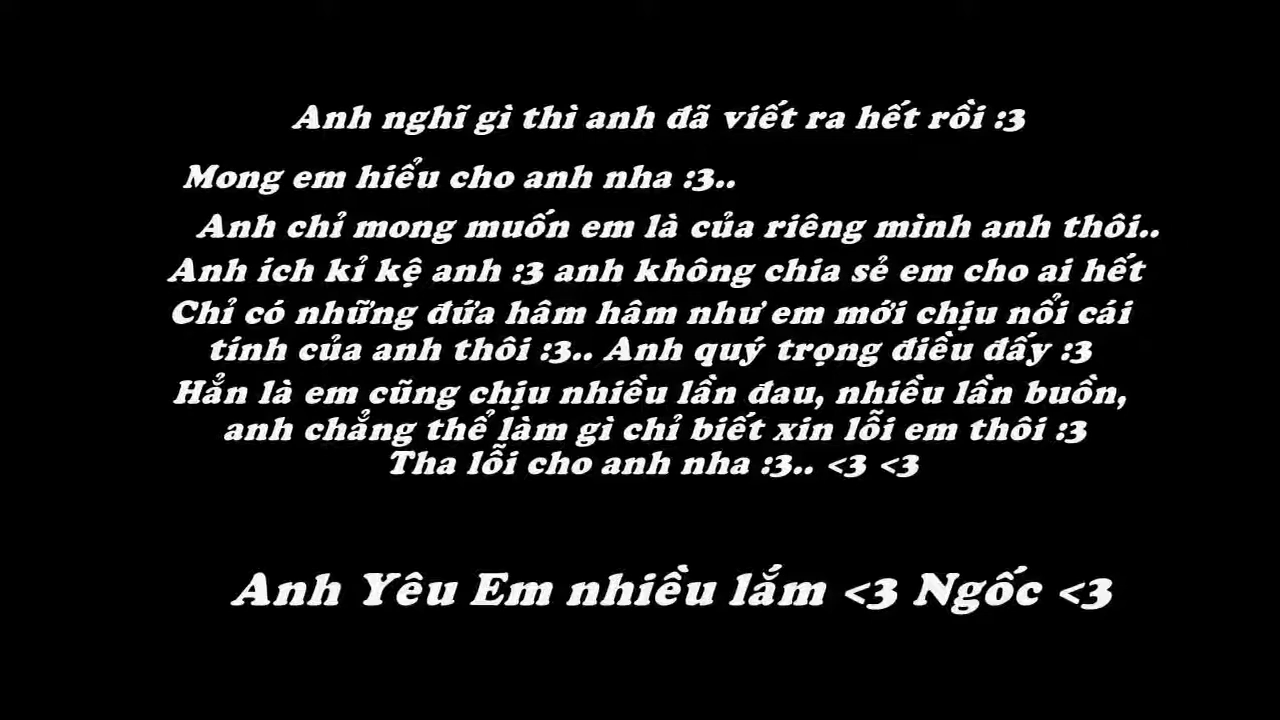 Anh nghĩ gì thì anh đã viết ra hết rồi :3
Mong em hiểu cho anh nha :3..
Anh chỉ mong muốn em là của riêng mình anh thôi..
Anh ích kỉ kệ anh :3 anh không chia sẻ em cho ai hết
Chỉ có những đứa hâm hâm như em mới chịu nổi cái
tính của anh thôi :3.. Anh quý trọng điều đấy :3
Hẳn là em cũng chịu nhiều lần đau, nhiều lần buồn,
anh chẳng thể làm gì chỉ biết xin lỗi em thôi :3
Tha lỗi cho anh nha :3.. <3 <3
Anh Yêu Em nhiều lắm <3 Ngốc <3